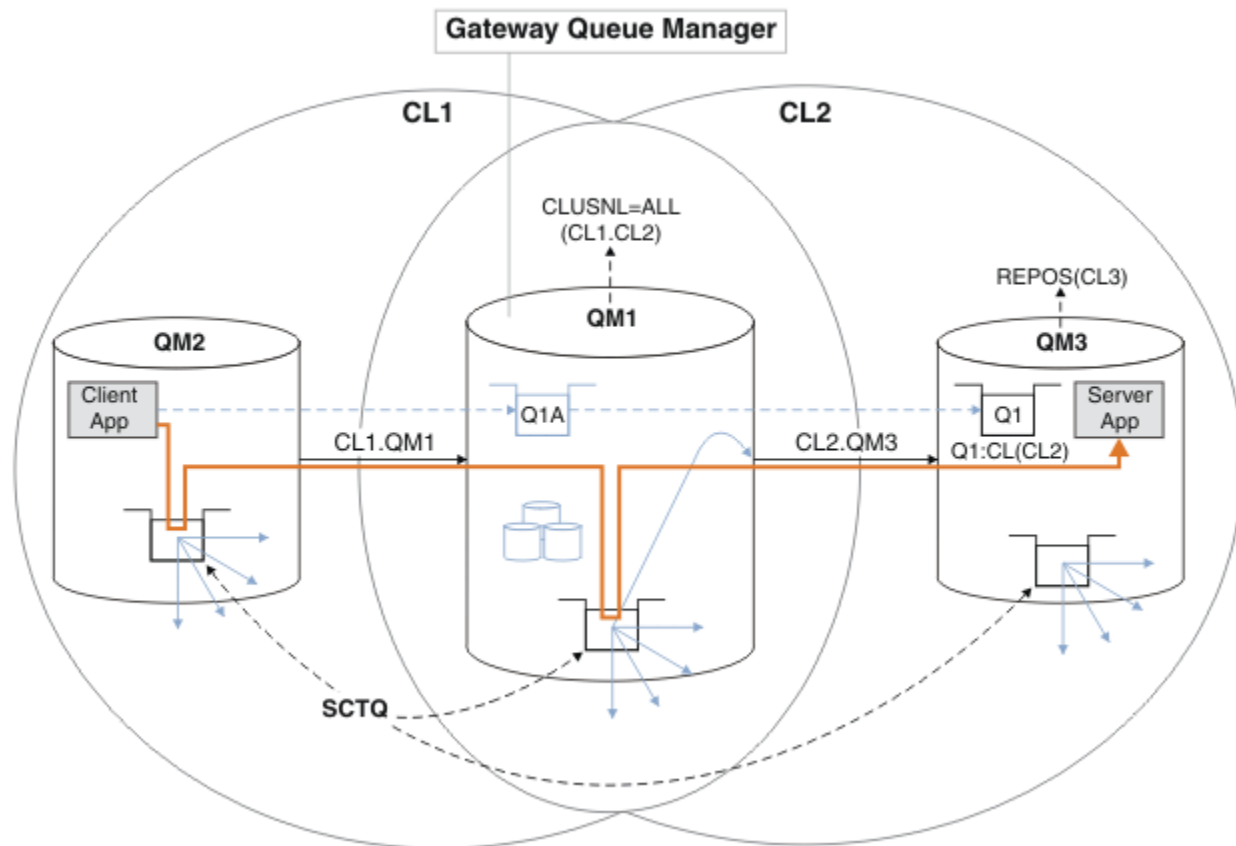 Gateway Queue Manager
CL1
CL2
CLUSNL=ALL
(CL1.CL2)
REPOS(CL3)
QM2
QM1
QM3
Client
App
Q1A
Q1
Server
App
CL1.QM1
CL2.QM3
Q1:CL(CL2)
SCTQ